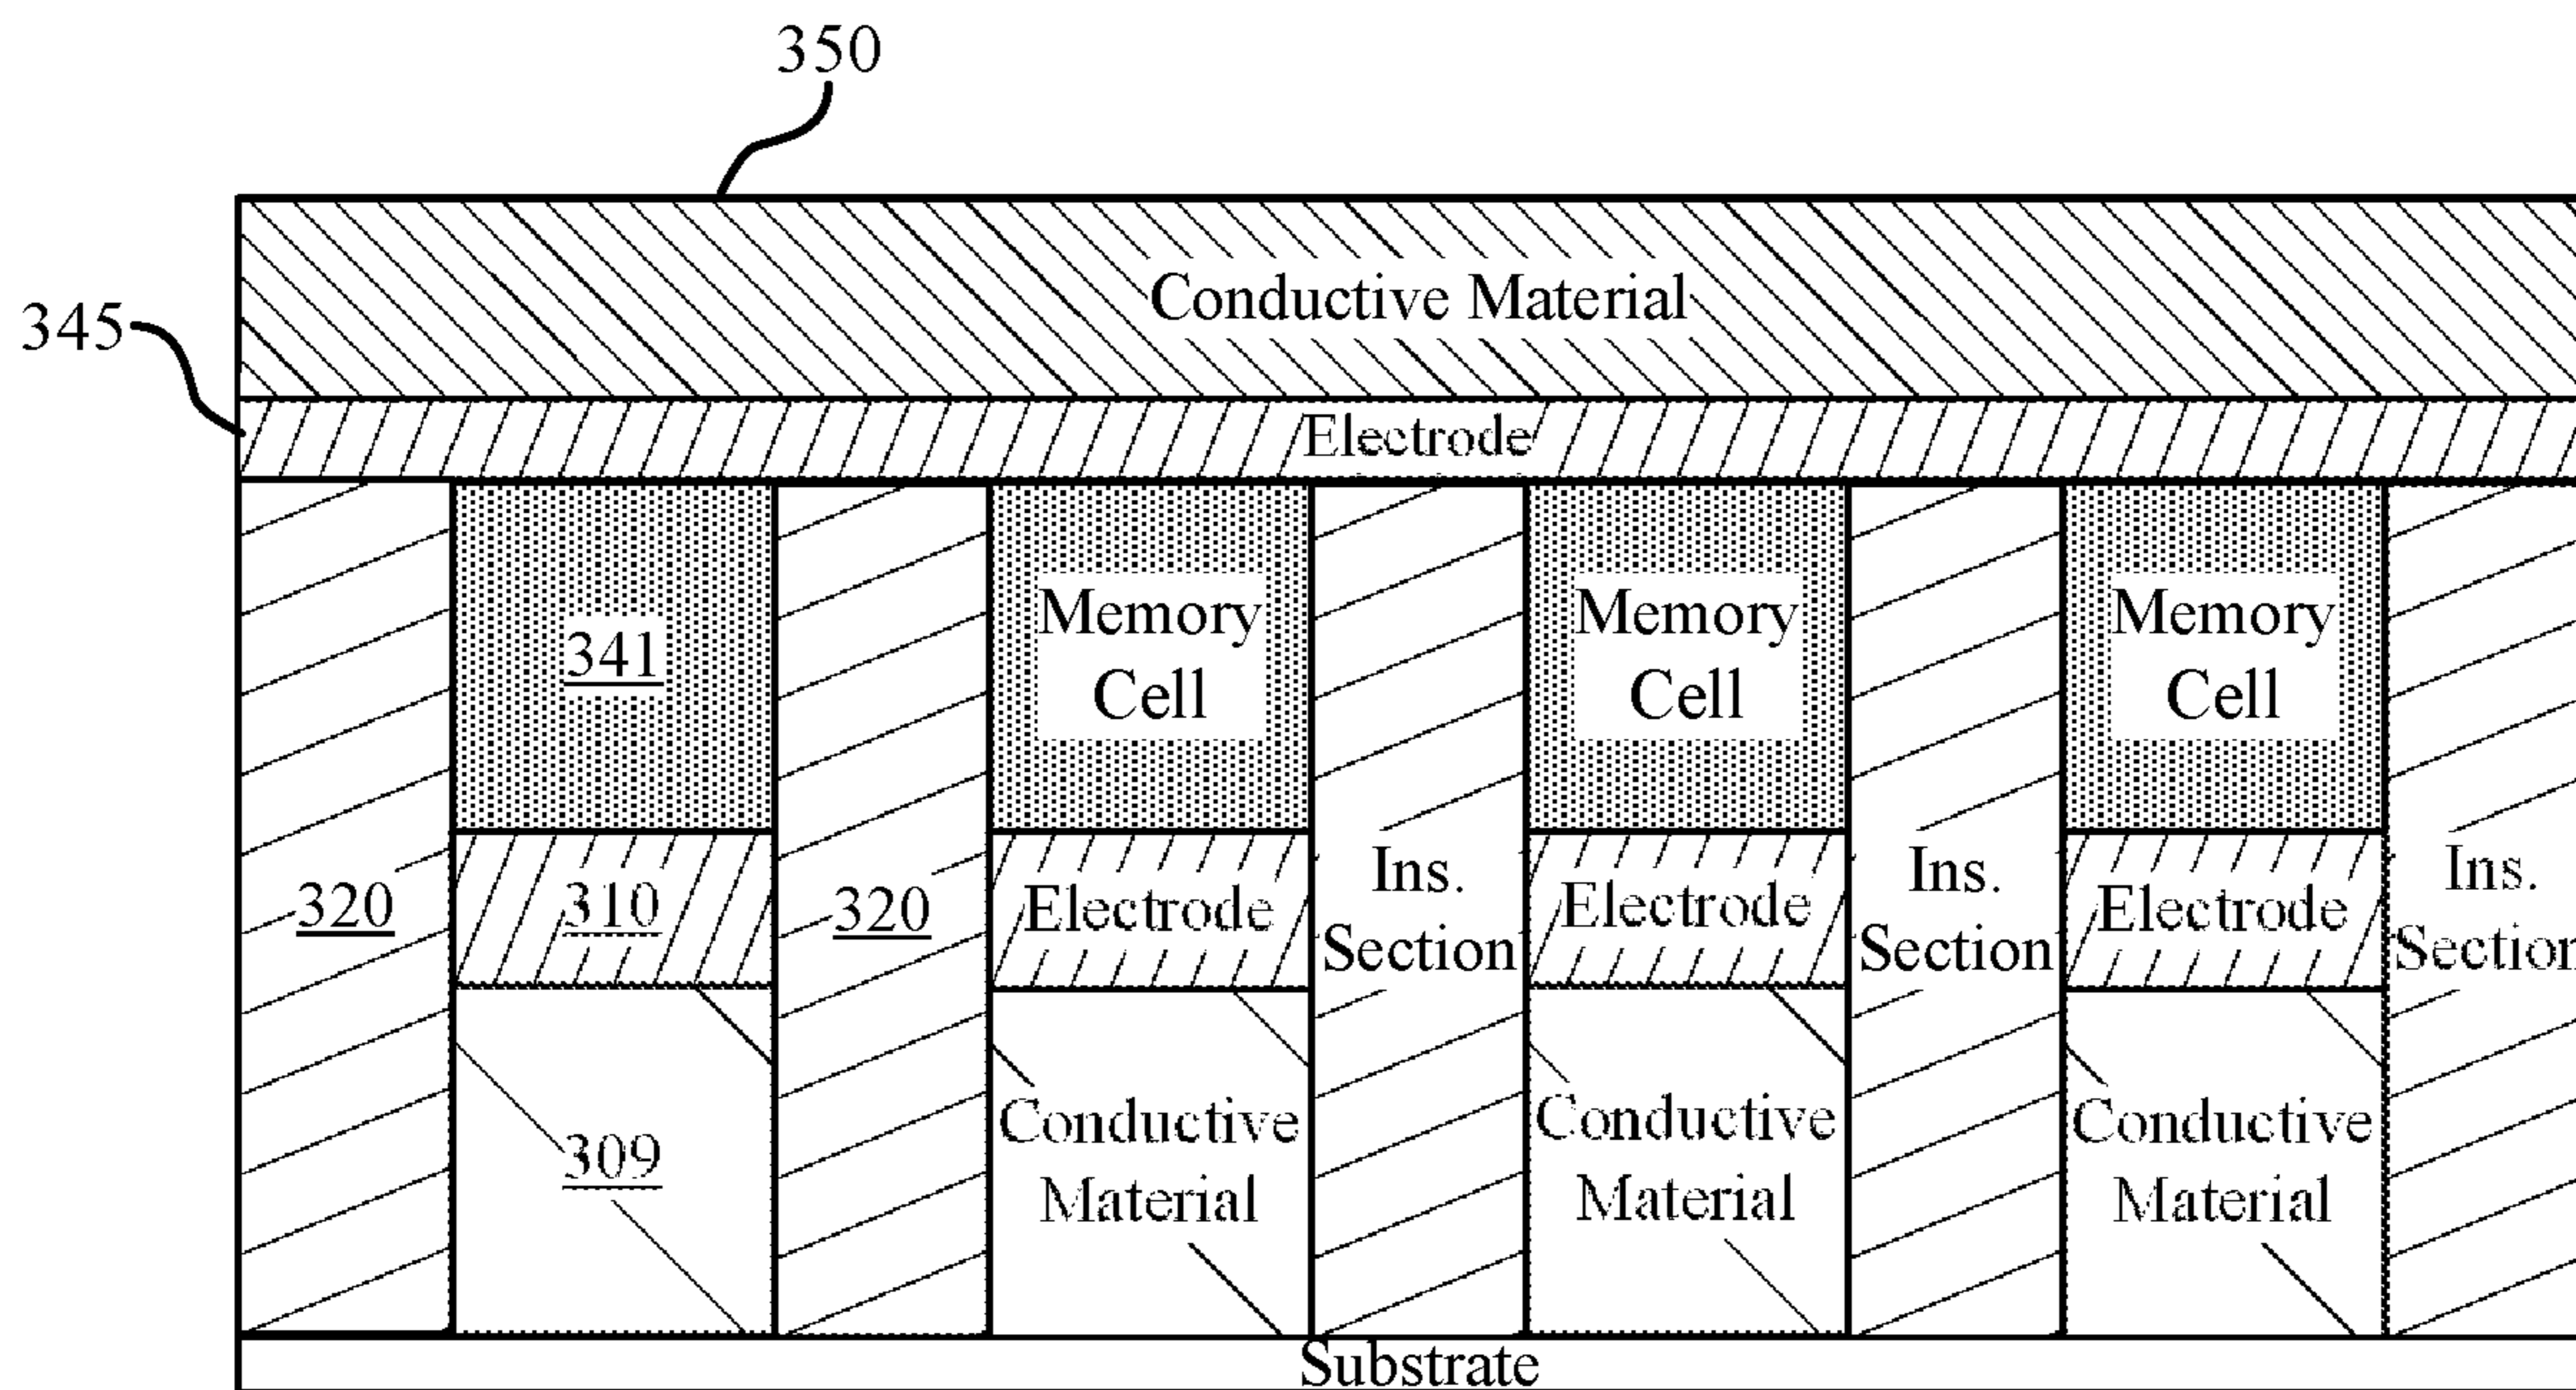 350
Conductive Material
345
Electrode
341
Memory
Cell
Memory
Cell
Memory
Cell
320
310
320
Electrode
Ins.
Section
Electrode
Ins.
Section
Electrode
Ins.
Section
309
Conductive
Material
Conductive
Material
Conductive
Material
Substrate